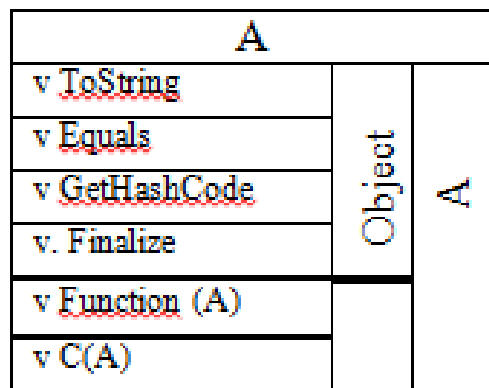 A
v ToString
v Equals
v GetHashCode
v. Finalize
v Function (A)
v C(A)
Object
A